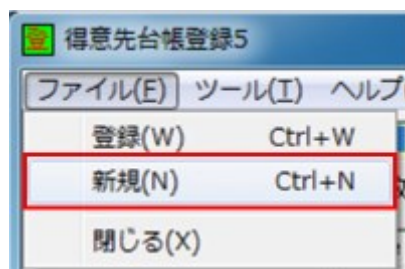 登 得意先台帳登録5
ファイル(E) ツール(I) ヘルプ
登録(W) Ctrl+W
新規(N) Ctrl+N
閉じる(X)